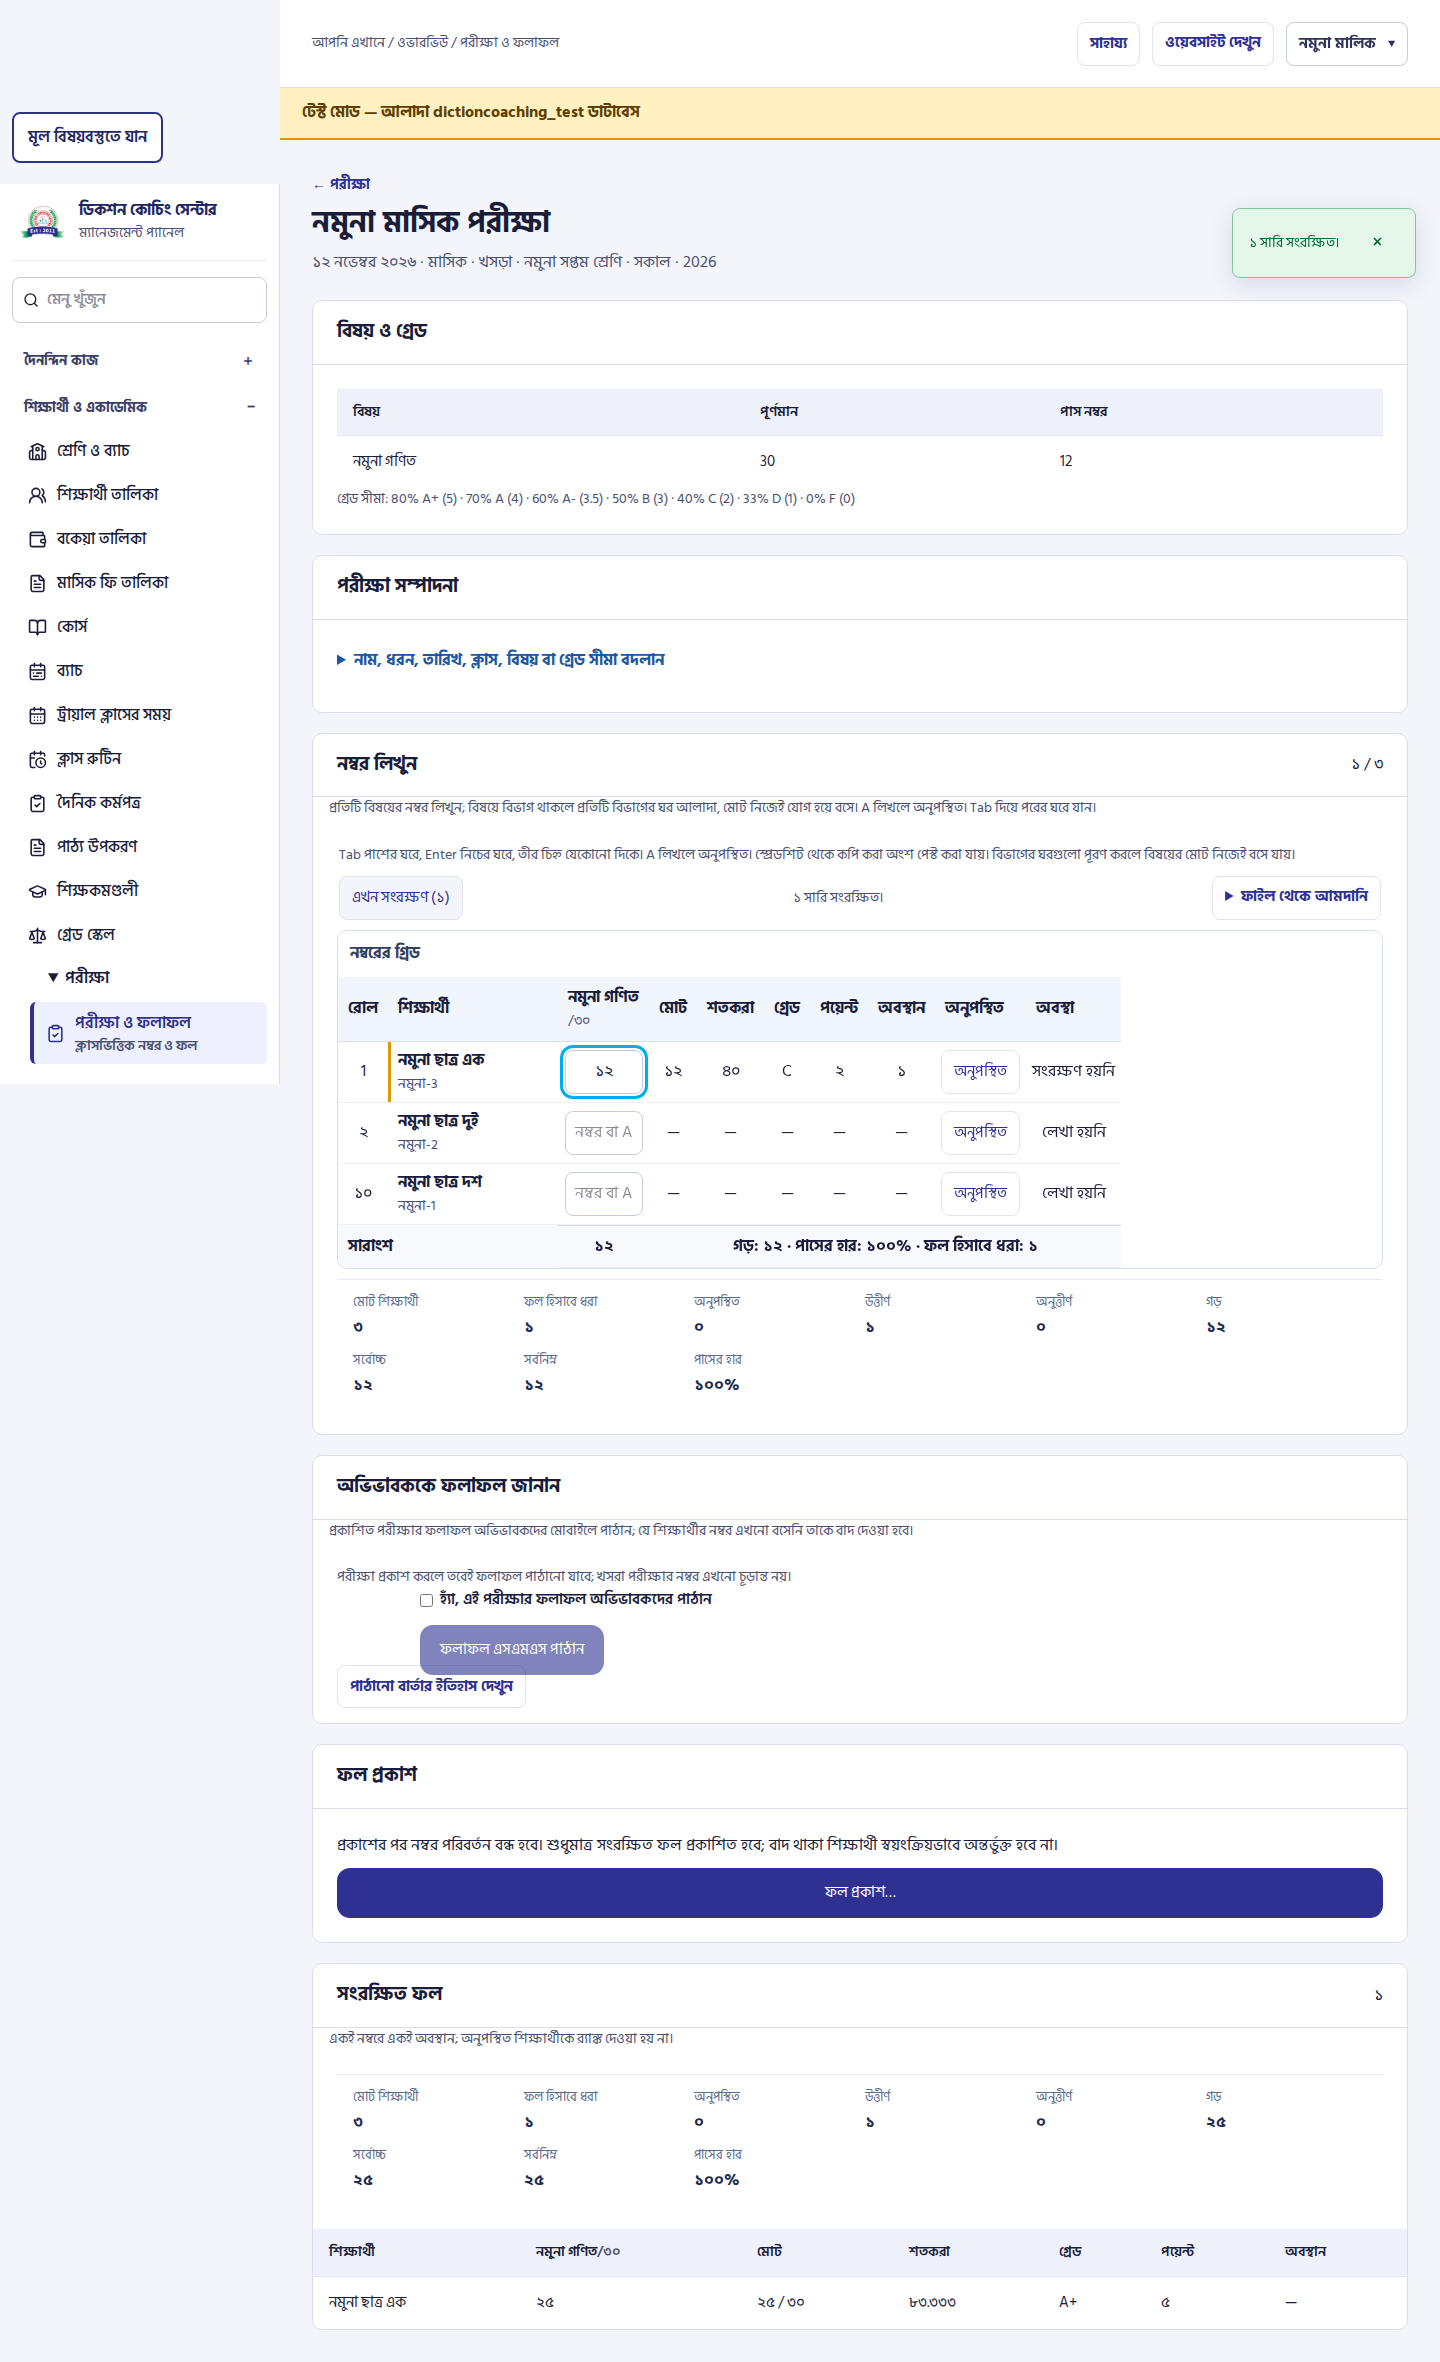 আপনি এখানে / ওভারভিউ / পরীক্ষা ও ফলাফল
সাহায্য
ওয়েবসাইট দেখুন
নমুনা মালিক ▾
টেস্ট মোড — আলাদা dictioncoaching_test ডাটাবেস
মূল বিষয়বস্তুতে যান
ডিকশন কোচিং সেন্টার
ম্যানেজমেন্ট প্যানেল
মেনু খুঁজুন
দৈনন্দিন কাজ +
শিক্ষার্থী ও একাডেমিক −
শ্রেণি ও ব্যাচ
শিক্ষার্থী তালিকা
বকেয়া তালিকা
মাসিক ফি তালিকা
কোর্স
ব্যাচ
ট্রায়াল ক্লাসের সময়
ক্লাস রুটিন
দৈনিক কর্মপত্র
পাঠ্য উপকরণ
শিক্ষকমণ্ডলী
গ্রেড স্কেল
▼ পরীক্ষা
পরীক্ষা ও ফলাফল
ক্লাসভিত্তিক নম্বর ও ফল
← পরীক্ষা
নমুনা মাসিক পরীক্ষা
১২ নভেম্বর ২০২৬ · মাসিক · খসড়া · নমুনা সপ্তম শ্রেণি · সকাল · 2026
১ সারি সংরক্ষিত। ×
বিষয় ও গ্রেড
বিষয় পূর্ণমান পাস নম্বর
নমুনা গণিত 30 12
গ্রেড সীমা: 80% A+ (5) · 70% A (4) · 60% A- (3.5) · 50% B (3) · 40% C (2) · 33% D (1) · 0% F (0)
পরীক্ষা সম্পাদনা
▶ নাম, ধরন, তারিখ, ক্লাস, বিষয় বা গ্রেড সীমা বদলান
নম্বর লিখুন ১ / ৩
প্রতিটি বিষয়ের নম্বর লিখুন; বিষয়ে বিভাগ থাকলে প্রতিটি বিভাগের ঘর আলাদা, মোট নিজেই যোগ হয়ে বসে। A লিখলে অনুপস্থিত। Tab দিয়ে পরের ঘরে যান।
Tab পাশের ঘরে, Enter নিচের ঘরে, তীর চিহ্ন যেকোনো দিকে। A লিখলে অনুপস্থিত। স্প্রেডশিট থেকে কপি করা অংশ পেস্ট করা যায়। বিভাগের ঘরগুলো পূরণ করলে বিষয়ের মোট নিজেই বসে যায়।
এখন সংরক্ষণ (১) ১ সারি সংরক্ষিত। ▶ ফাইল থেকে আমদানি
নম্বরের গ্রিড
রোল শিক্ষার্থী নমুনা গণিত /৩০ মোট শতকরা গ্রেড পয়েন্ট অবস্থান অনুপস্থিত অবস্থা
1 নমুনা ছাত্র এক ১২ ১২ ৪০ C ২ ১ অনুপস্থিত সংরক্ষণ হয়নি
নমুনা-3
২ নমুনা ছাত্র দুই নম্বর বা A — — — — — অনুপস্থিত লেখা হয়নি
নমুনা-2
১০ নমুনা ছাত্র দশ নম্বর বা A — — — — — অনুপস্থিত লেখা হয়নি
নমুনা-1
সারাংশ ১২ গড়: ১২ · পাসের হার: ১০০% · ফল হিসাবে ধরা: ১
মোট শিক্ষার্থী ফল হিসাবে ধরা অনুপস্থিত উত্তীর্ণ অনুত্তীর্ণ গড়
৩ ১ ০ ১ ০ ১২
সর্বোচ্চ সর্বনিম্ন পাসের হার
১২ ১২ ১০০%
অভিভাবককে ফলাফল জানান
প্রকাশিত পরীক্ষার ফলাফল অভিভাবকদের মোবাইলে পাঠান; যে শিক্ষার্থীর নম্বর এখনো বসেনি তাকে বাদ দেওয়া হবে।
পরীক্ষা প্রকাশ করলে তবেই ফলাফল পাঠানো যাবে; খসরা পরীক্ষার নম্বর এখনো চূড়ান্ত নয়।
হ্যাঁ, এই পরীক্ষার ফলাফল অভিভাবকদের পাঠান
ফলাফল এসএমএস পাঠান
পাঠানো বার্তার ইতিহাস দেখুন
ফল প্রকাশ
প্রকাশের পর নম্বর পরিবর্তন বন্ধ হবে। শুধুমাত্র সংরক্ষিত ফল প্রকাশিত হবে; বাদ থাকা শিক্ষার্থী স্বয়ংক্রিয়ভাবে অন্তর্ভুক্ত হবে না।
ফল প্রকাশ...
সংরক্ষিত ফল ১
একই নম্বরে একই অবস্থান; অনুপস্থিত শিক্ষার্থীকে র‍্যাঙ্ক দেওয়া হয় না।
মোট শিক্ষার্থী ফল হিসাবে ধরা অনুপস্থিত উত্তীর্ণ অনুত্তীর্ণ গড়
৩ ১ ০ ১ ০ ২৫
সর্বোচ্চ সর্বনিম্ন পাসের হার
২৫ ২৫ ১০০%
শিক্ষার্থী নমুনা গণিত/৩০ মোট শতকরা গ্রেড পয়েন্ট অবস্থান
নমুনা ছাত্র এক ২৫ ২৫ / ৩০ ৮৩.৩৩৩ A+ ৫ —